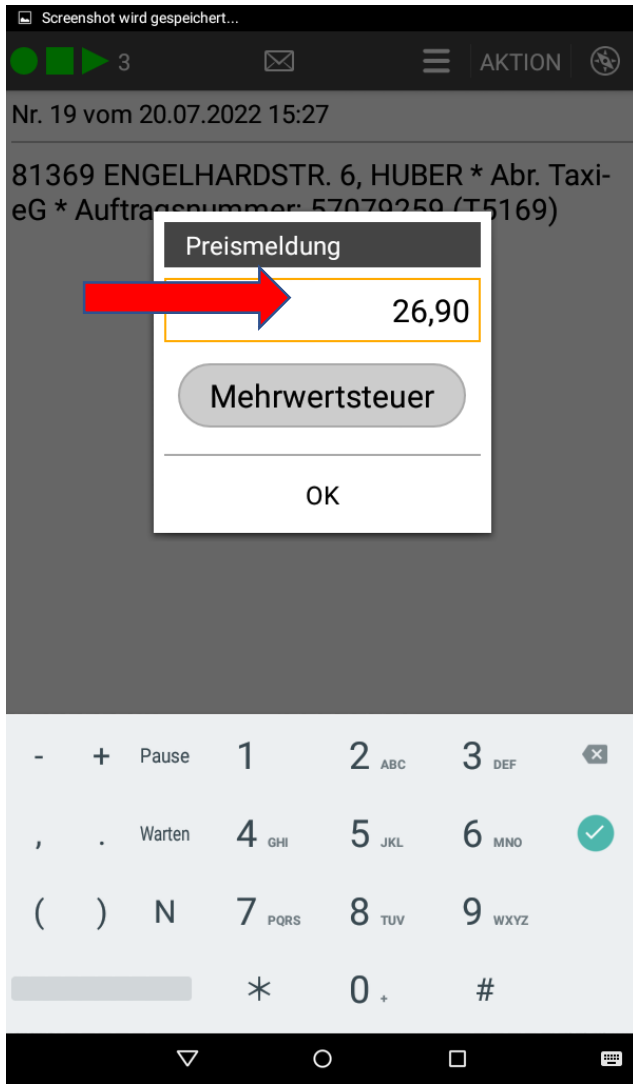 Screenshot wird gespeichert...
3 AKTION
Nr. 19 vom 20.07.2022 15:27
81369 ENGELHARDSTR. 6, HUBER * Abr. Taxi-
eG * Auftragsnummer: 57079259 (T5169)
Preismeldung
26,90
Mehrwertsteuer
OK
- + Pause 1 2 ABC 3 DEF
, . Warten 4 GHI 5 JKL 6 MNO
( ) N 7 PQRS 8 TUV 9 WXYZ
* 0 + #